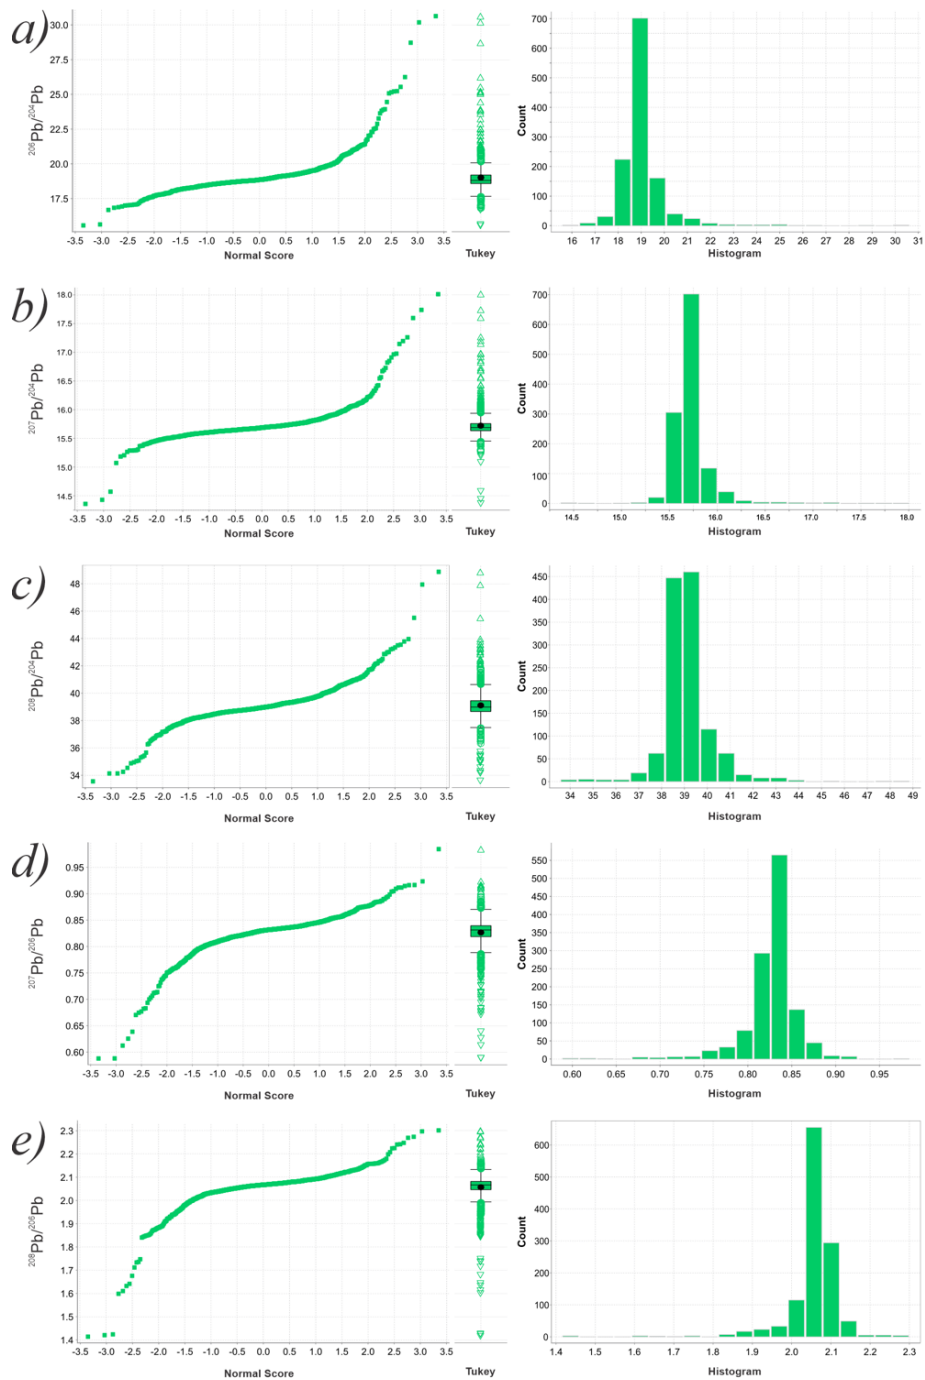 a)
30.0
27.5
25.0
22.5
20.0
17.5
²⁰⁶Pb/²⁰⁴Pb
-3.5 -3.0 -2.5 -2.0 -1.5 -1.0 -0.5 0.0 0.5 1.0 1.5 2.0 2.5 3.0 3.5
Normal Score
Tukey
Count
700
600
500
400
300
200
100
0
16 17 18 19 20 21 22 23 24 25 26 27 28 29 30 31
Histogram
b)
18.0
17.5
17.0
16.5
16.0
15.5
15.0
14.5
²⁰⁷Pb/²⁰⁴Pb
-3.5 -3.0 -2.5 -2.0 -1.5 -1.0 -0.5 0.0 0.5 1.0 1.5 2.0 2.5 3.0 3.5
Normal Score
Tukey
Count
700
600
500
400
300
200
100
0
14.5 15.0 15.5 16.0 16.5 17.0 17.5 18.0
Histogram
c)
48
46
44
42
40
38
36
34
²⁰⁸Pb/²⁰⁴Pb
-3.5 -3.0 -2.5 -2.0 -1.5 -1.0 -0.5 0.0 0.5 1.0 1.5 2.0 2.5 3.0 3.5
Normal Score
Tukey
Count
450
400
350
300
250
200
150
100
50
0
34 35 36 37 38 39 40 41 42 43 44 45 46 47 48 49
Histogram
d)
0.95
0.90
0.85
0.80
0.75
0.70
0.65
0.60
²⁰⁷Pb/²⁰⁶Pb
-3.5 -3.0 -2.5 -2.0 -1.5 -1.0 -0.5 0.0 0.5 1.0 1.5 2.0 2.5 3.0 3.5
Normal Score
Tukey
Count
550
500
450
400
350
300
250
200
150
100
50
0
0.60 0.65 0.70 0.75 0.80 0.85 0.90 0.95
Histogram
e)
2.3
2.2
2.1
2.0
1.9
1.8
1.7
1.6
1.5
1.4
²⁰⁸Pb/²⁰⁶Pb
-3.5 -3.0 -2.5 -2.0 -1.5 -1.0 -0.5 0.0 0.5 1.0 1.5 2.0 2.5 3.0 3.5
Normal Score
Tukey
Count
600
500
400
300
200
100
0
1.4 1.5 1.6 1.7 1.8 1.9 2.0 2.1 2.2 2.3
Histogram